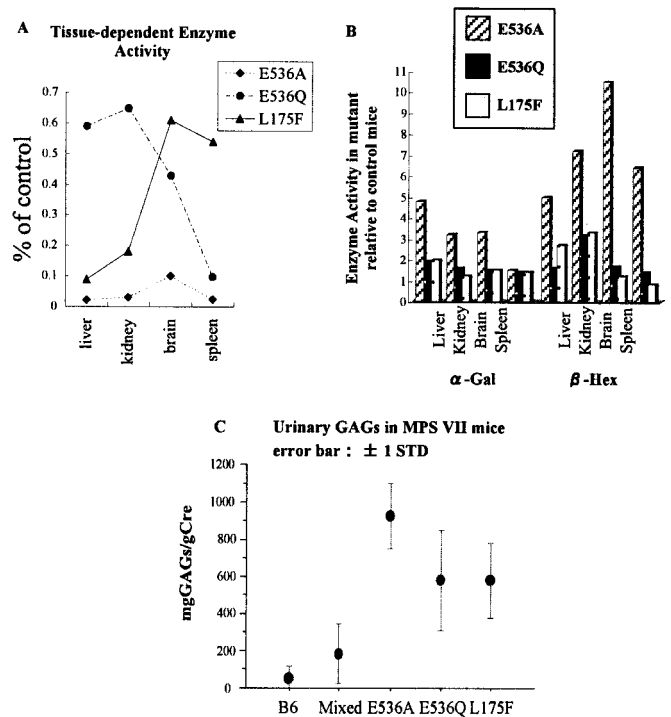 A Tissue-dependent Enzyme
Activity
E536A
E536Q
L175F
% of control
0.7
0.6
0.5
0.4
0.3
0.2
0.1
0
liver
kidney
brain
spleen
B
E536A
E536Q
L175F
Enzyme Activity in mutant
relative to control mice
11
10
9
8
7
6
5
4
3
2
1
0
Liver
Kidney
Brain
Spleen
Liver
Kidney
Brain
Spleen
α-Gal
β-Hex
C Urinary GAGs in MPS VII mice
error bar : ± 1 STD
mgGAGs/gCre
1200
1000
800
600
400
200
0
B6
Mixed
E536A
E536Q
L175F